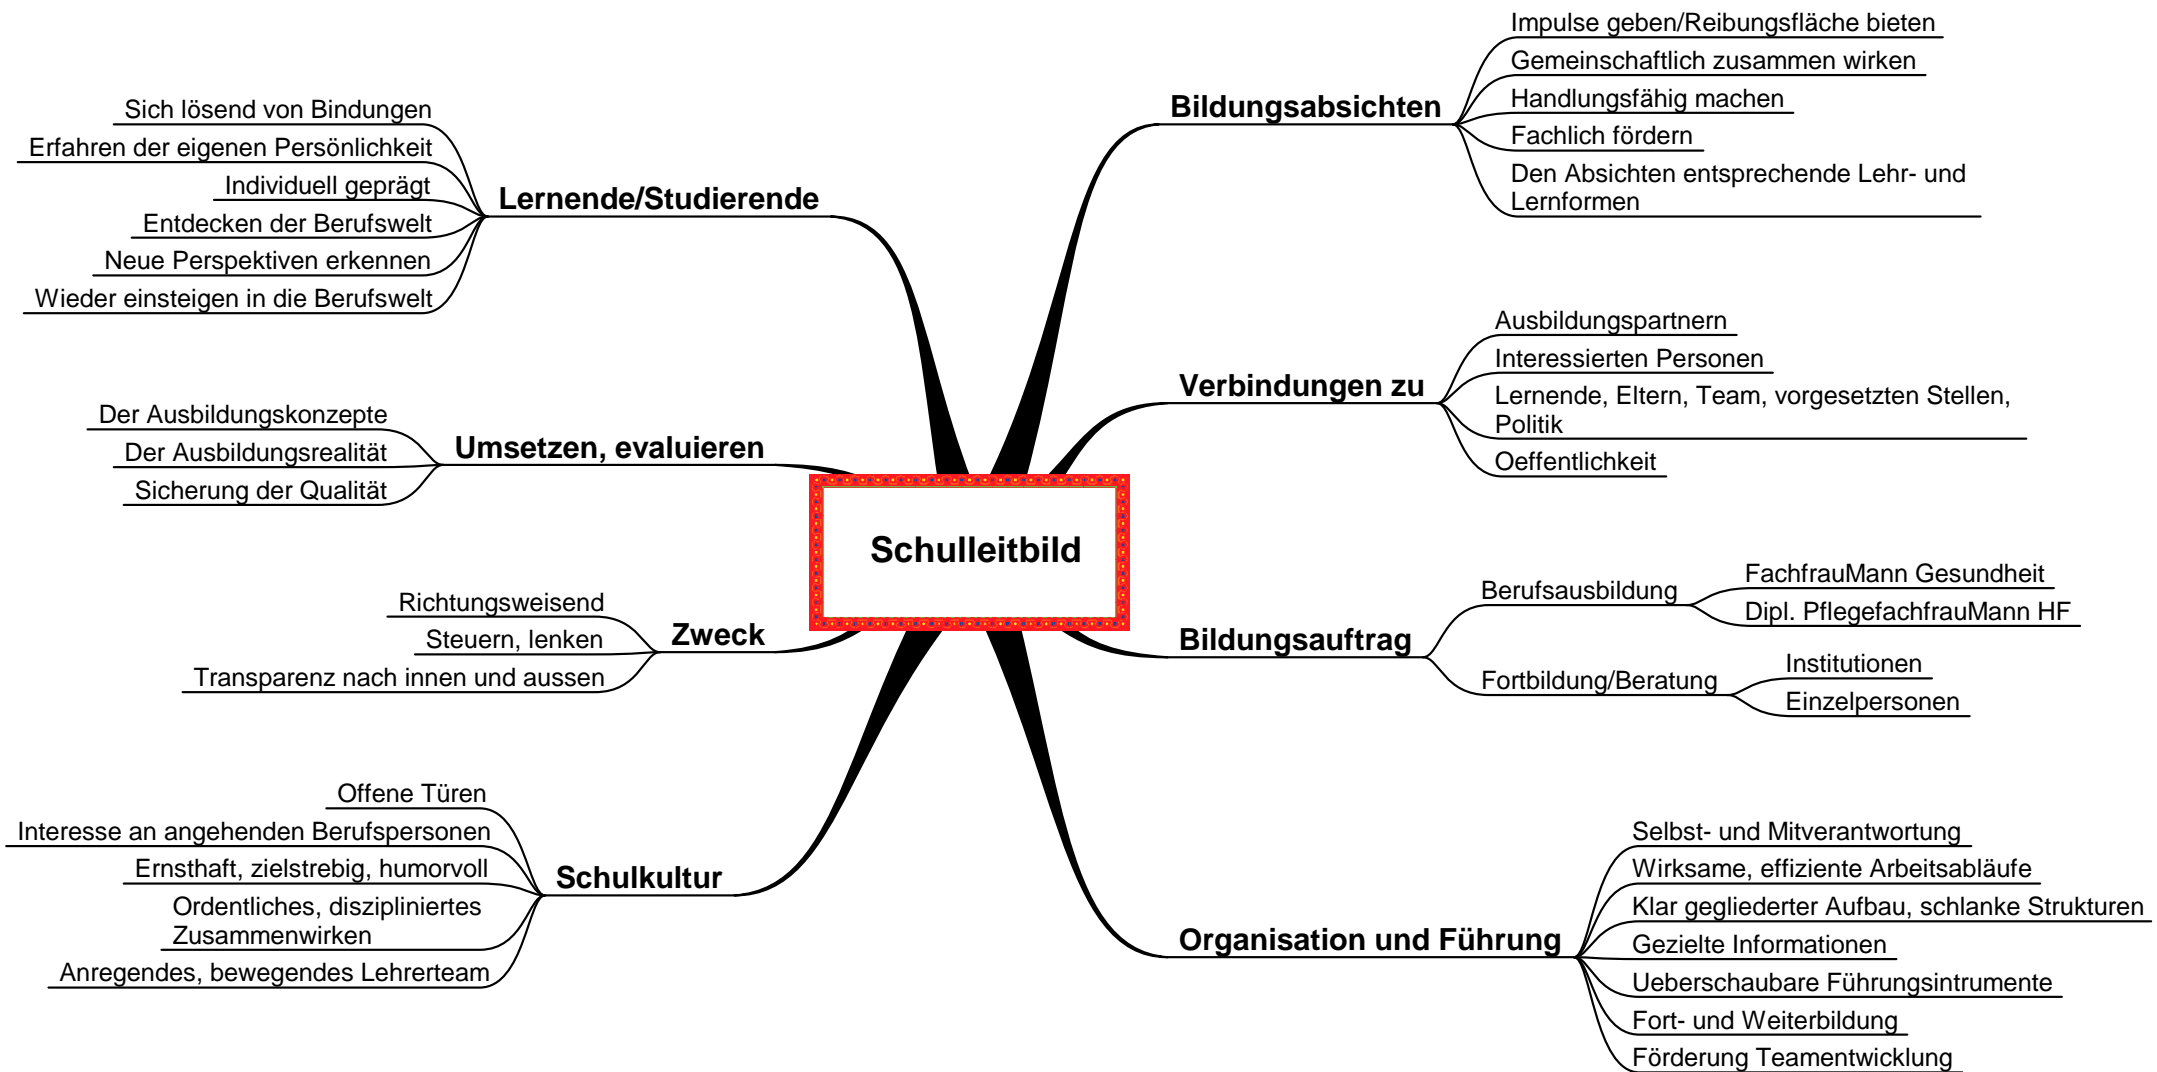 Schulleitbild
Bildungsabsichten
Impulse geben/Reibungsfläche bieten
Gemeinschaftlich zusammen wirken
Handlungsfähig machen
Fachlich fördern
Den Absichten entsprechende Lehr- und
Lernformen
Verbindungen zu
Ausbildungspartnern
Interessierten Personen
Lernende, Eltern, Team, vorgesetzten Stellen,
Politik
Oeffentlichkeit
Bildungsauftrag
Berufsausbildung
FachfrauMann Gesundheit
Dipl. PflegefachfrauMann HF
Fortbildung/Beratung
Institutionen
Einzelpersonen
Organisation und Führung
Selbst- und Mitverantwortung
Wirksame, effiziente Arbeitsabläufe
Klar gegliederter Aufbau, schlanke Strukturen
Gezielte Informationen
Ueberschaubare Führungsintrumente
Fort- und Weiterbildung
Förderung Teamentwicklung
Lernende/Studierende
Sich lösend von Bindungen
Erfahren der eigenen Persönlichkeit
Individuell geprägt
Entdecken der Berufswelt
Neue Perspektiven erkennen
Wieder einsteigen in die Berufswelt
Umsetzen, evaluieren
Der Ausbildungskonzepte
Der Ausbildungsrealität
Sicherung der Qualität
Zweck
Richtungsweisend
Steuern, lenken
Transparenz nach innen und aussen
Schulkultur
Offene Türen
Interesse an angehenden Berufspersonen
Ernsthaft, zielstrebig, humorvoll
Ordentliches, diszipliniertes
Zusammenwirken
Anregendes, bewegendes Lehrerteam